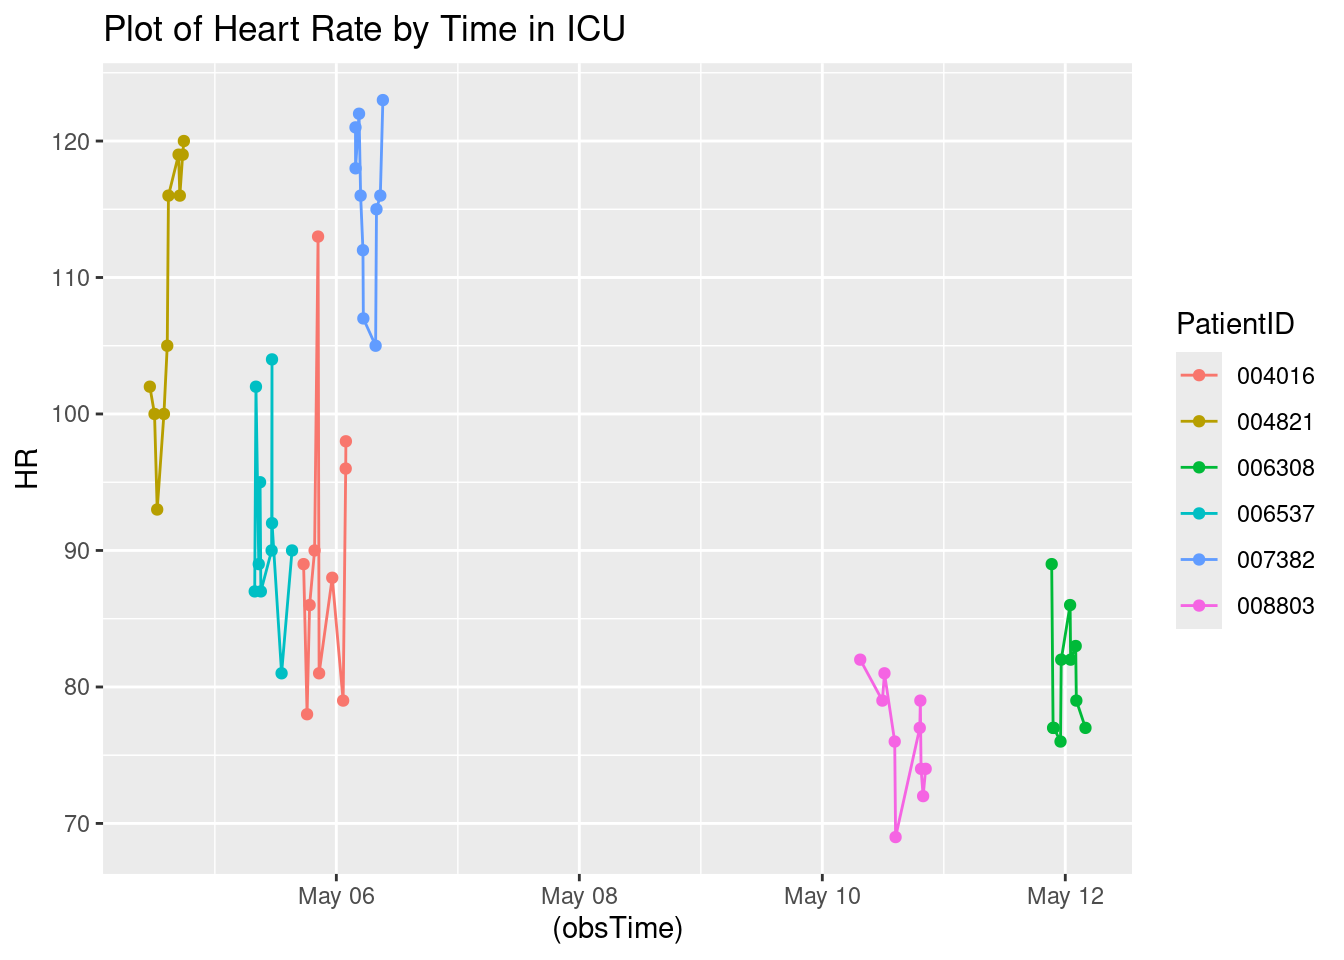 Plot of Heart Rate by Time in ICU
120
110
100
90
80
70
HR
May 06
May 08
May 10
May 12
(obsTime)
PatientID
004016
004821
006308
006537
007382
008803